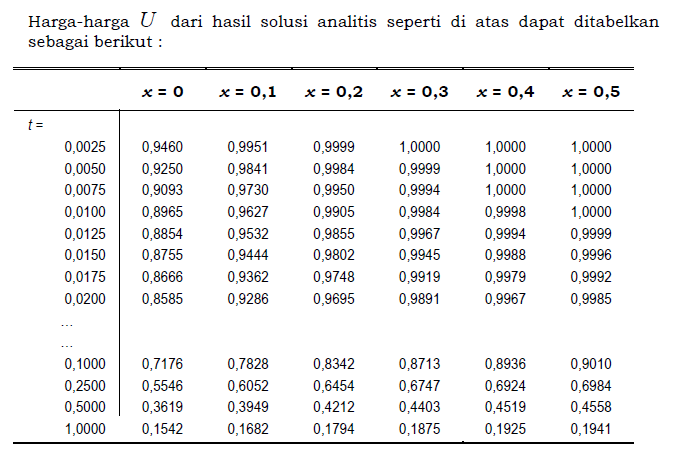 Harga-harga U dari hasil solusi analitis seperti di atas dapat ditabelkan
sebagai berikut :
x = 0 x = 0,1 x = 0,2 x = 0,3 x = 0,4 x = 0,5
t =
0,0025 0,9460 0,9951 0,9999 1,0000 1,0000 1,0000
0,0050 0,9250 0,9841 0,9984 0,9999 1,0000 1,0000
0,0075 0,9093 0,9730 0,9950 0,9994 1,0000 1,0000
0,0100 0,8965 0,9627 0,9905 0,9984 0,9998 1,0000
0,0125 0,8854 0,9532 0,9855 0,9967 0,9994 0,9999
0,0150 0,8755 0,9444 0,9802 0,9945 0,9988 0,9996
0,0175 0,8666 0,9362 0,9748 0,9919 0,9979 0,9992
0,0200 0,8585 0,9286 0,9695 0,9891 0,9967 0,9985
...
...
0,1000 0,7176 0,7828 0,8342 0,8713 0,8936 0,9010
0,2500 0,5546 0,6052 0,6454 0,6747 0,6924 0,6984
0,5000 0,3619 0,3949 0,4212 0,4403 0,4519 0,4558
1,0000 0,1542 0,1682 0,1794 0,1875 0,1925 0,1941